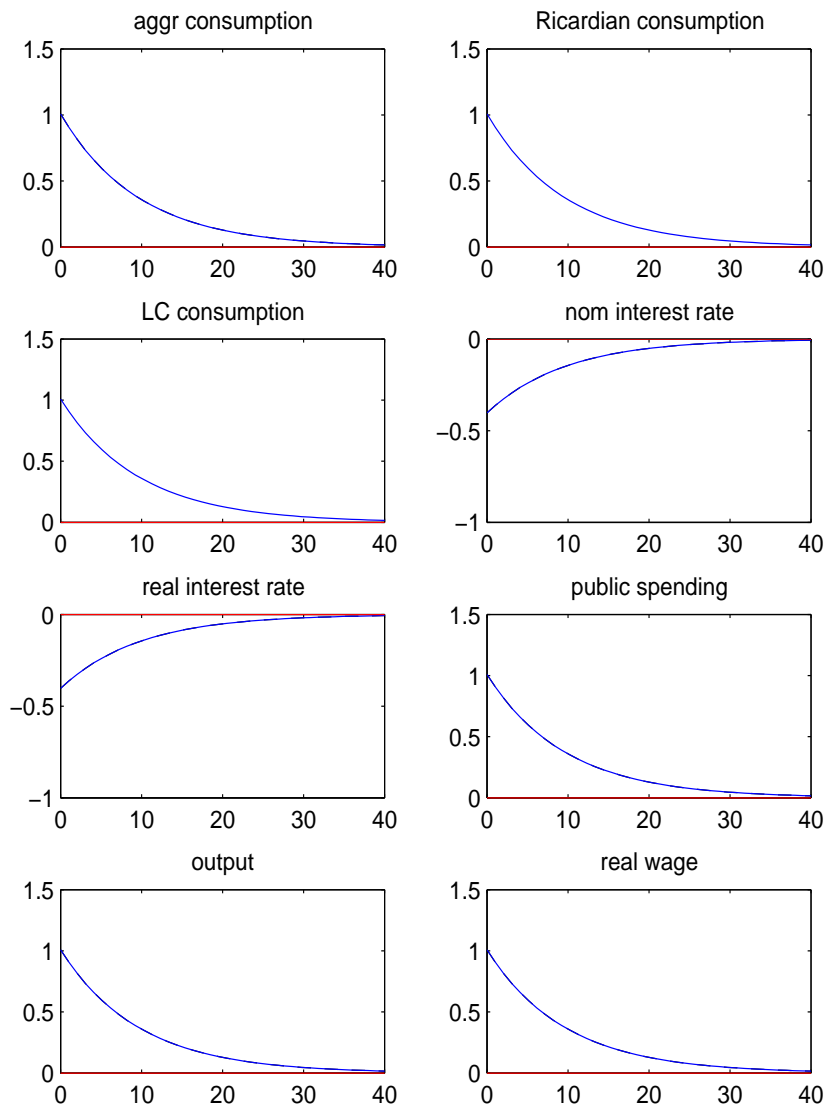 aggr consumption
1.5
1
0.5
0
0 10 20 30 40
Ricardian consumption
1.5
1
0.5
0
0 10 20 30 40
LC consumption
1.5
1
0.5
0
0 10 20 30 40
nom interest rate
0
−0.5
−1
0 10 20 30 40
real interest rate
0
−0.5
−1
0 10 20 30 40
public spending
1.5
1
0.5
0
0 10 20 30 40
output
1.5
1
0.5
0
0 10 20 30 40
real wage
1.5
1
0.5
0
0 10 20 30 40